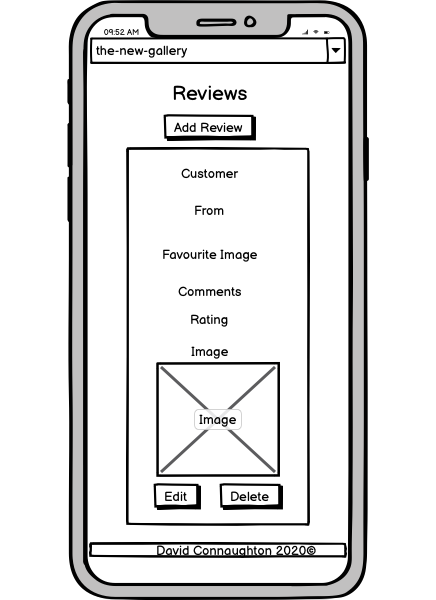 09:52 AM
the-new-gallery
Reviews
Add Review
Customer
From
Favourite Image
Comments
Rating
Image
Image
Edit Delete
David Connaughton 2020©